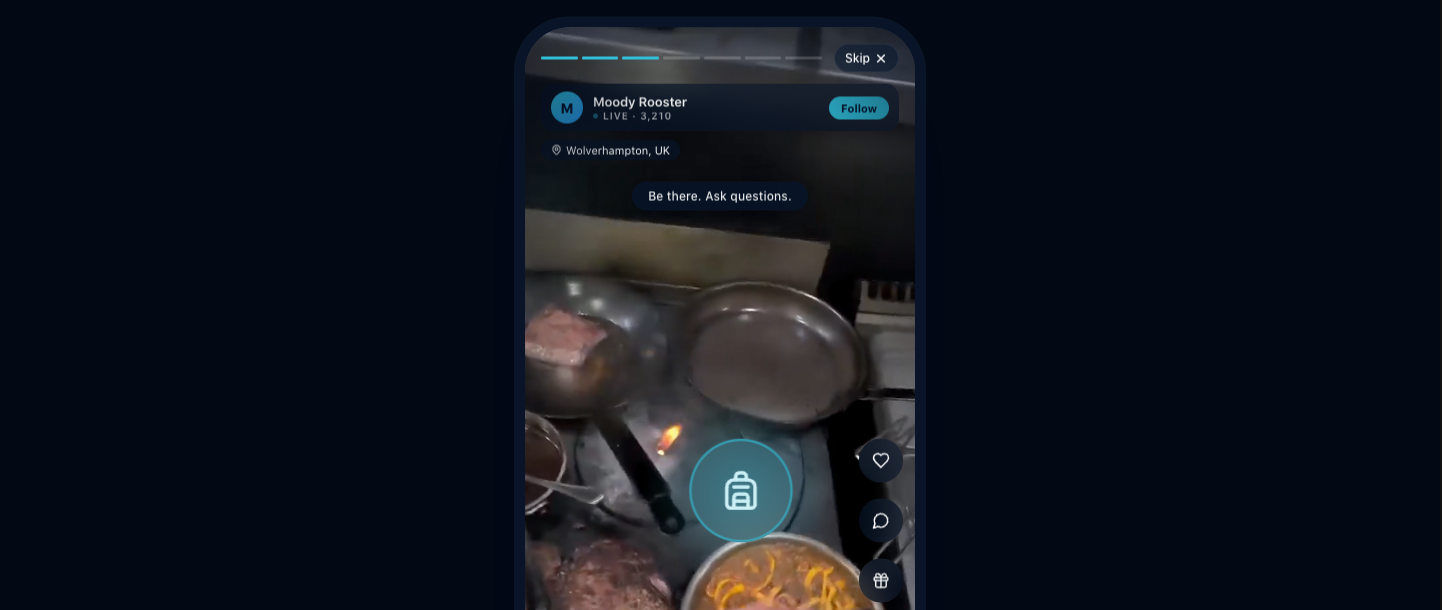 Skip
M
Moody Rooster
LIVE · 3,210
Follow
Wolverhampton, UK
Be there. Ask questions.